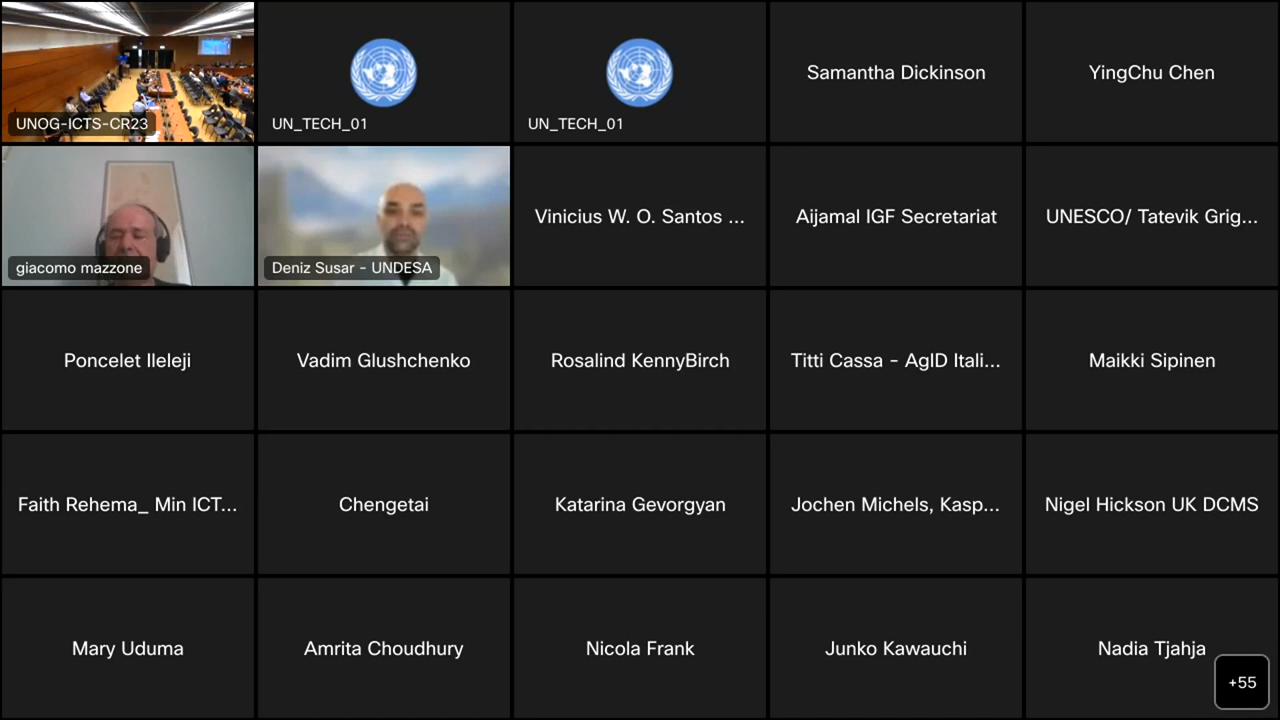 UNOG-ICTS-CR23
UN_TECH_01
UN_TECH_01
Samantha Dickinson
YingChu Chen
giacomo mazzone
Deniz Susar - UNDESA
Vinicius W. O. Santos ...
Aijamal IGF Secretariat
UNESCO/ Tatevik Grig...
Poncelet Ileleji
Vadim Glushchenko
Rosalind KennyBirch
Titti Cassa - AgID Itali...
Maikki Sipinen
Faith Rehema_ Min ICT...
Chengetai
Katarina Gevorgyan
Jochen Michels, Kasp...
Nigel Hickson UK DCMS
Mary Uduma
Amrita Choudhury
Nicola Frank
Junko Kawauchi
Nadia Tjahja
+55